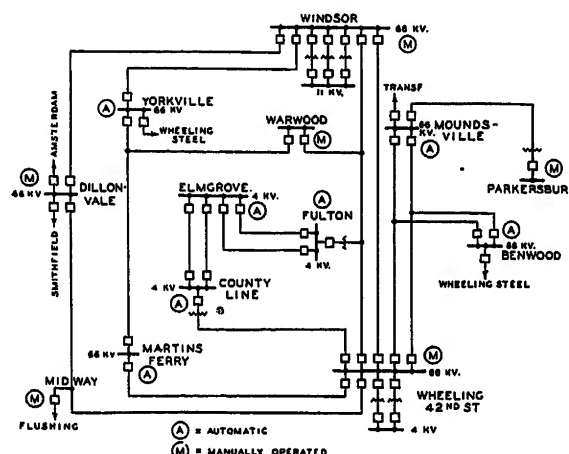 WINDSOR
66 KV.
M
11 KV.
YORKVILLE
A
66 KV
WHEELING
STEEL
WARWOOD
M
TRANSF
66
KV.
MOUNDS-
VILLE
A
M
PARKERSBUR
AMSTERDAM
M
66 KV
DILLON-
VALE
SMITHFIELD
ELMGROVE.
4 KV.
A
A
FULTON
4 KV.
A
66 KV.
BENWOOD
WHEELING STEEL
4 KV
COUNTY
LINE
A
66 KV
MARTINS
FERRY
A
M
66 KV.
WHEELING
42ND ST
4 KV
MIDWAY
M
FLUSHING
A = AUTOMATIC
M = MANUALLY OPERATED